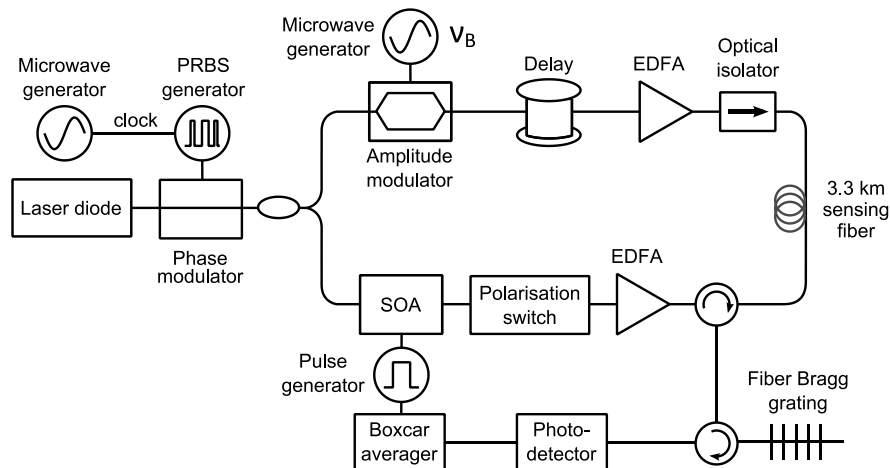 Microwave
generator
ν_B
Microwave
generator
PRBS
generator
clock
Delay
EDFA
Optical
isolator
Amplitude
modulator
Laser diode
Phase
modulator
3.3 km
sensing
fiber
EDFA
SOA
Polarisation
switch
Pulse
generator
Fiber Bragg
grating
Boxcar
averager
Photo-
detector